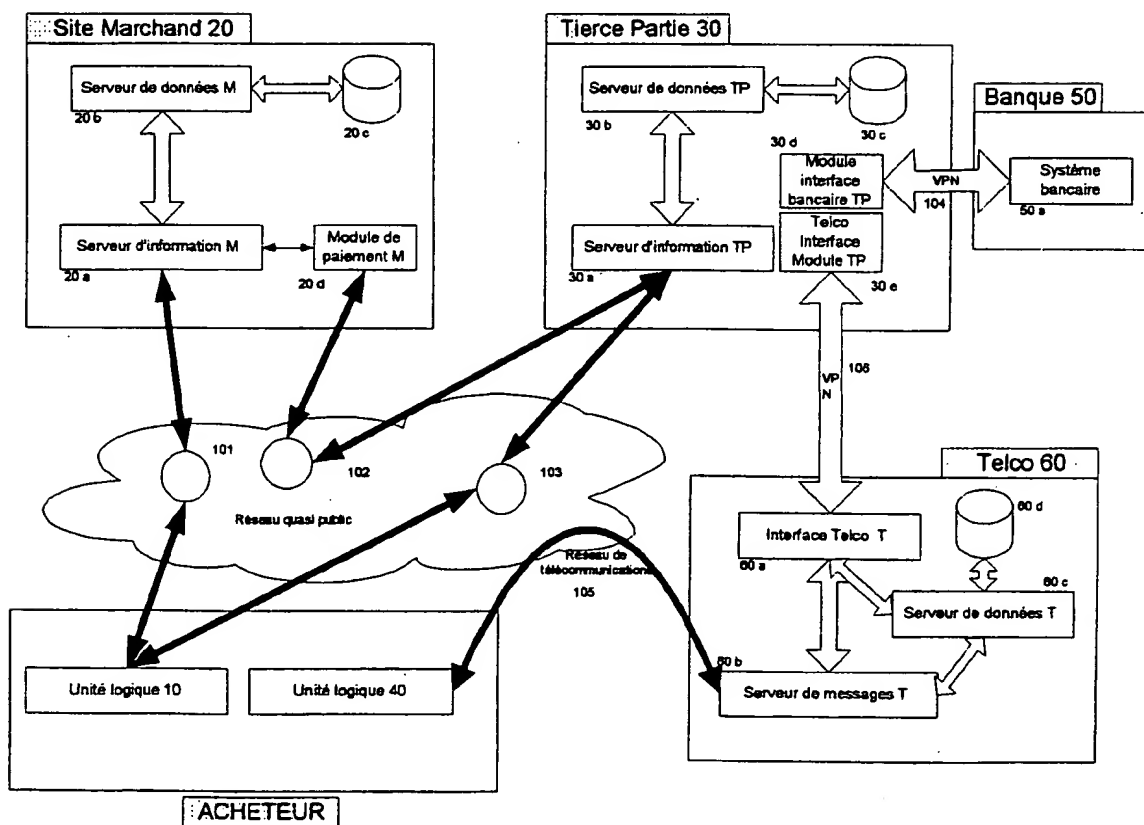 Site Marchand 20
Serveur de données M
20 b
20 c
Serveur d'information M
20 a
Module de
paiement M
20 d
Tierce Partie 30
Serveur de données TP
30 b
30 c
30 d
Module
interface
bancaire TP
Telco
Interface
Module TP
Serveur d'information TP
30 a
30 e
Banque 50
VPN
104
Système
bancaire
50 a
VP
N
106
101
102
103
Réseau quasi public
Réseau de
télécommunications
105
Telco 60
Interface Telco T
60 a
60 d
60 c
Serveur de données T
60 b
Serveur de messages T
Unité logique 10
Unité logique 40
ACHETEUR